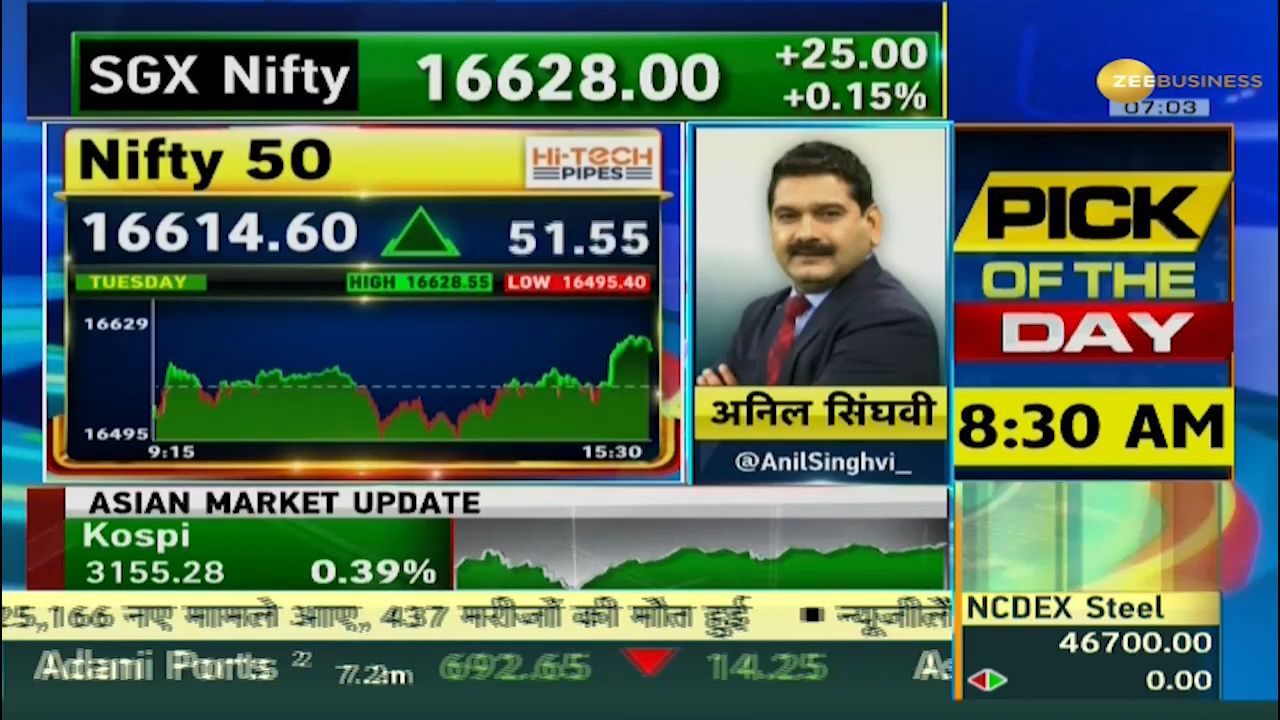 SGX Nifty 16628.00 +25.00
+0.15%
ZEEBUSINESS
07:03
Nifty 50
Hi-TECH
PIPES
16614.60 51.55
TUESDAY HIGH 16628.55 LOW 16495.40
16629
16495
9:15 15:30
अनिल सिंघवी
@AnilSinghvi_
PICK
OF THE
DAY
8:30 AM
ASIAN MARKET UPDATE
Kospi
3155.28 0.39%
25,166 नए मामले आए, 437 मरीजों की मौत हुई ■
Adani Ports 22 7.2m 692.65 14.25
NCDEX Steel
46700.00
0.00